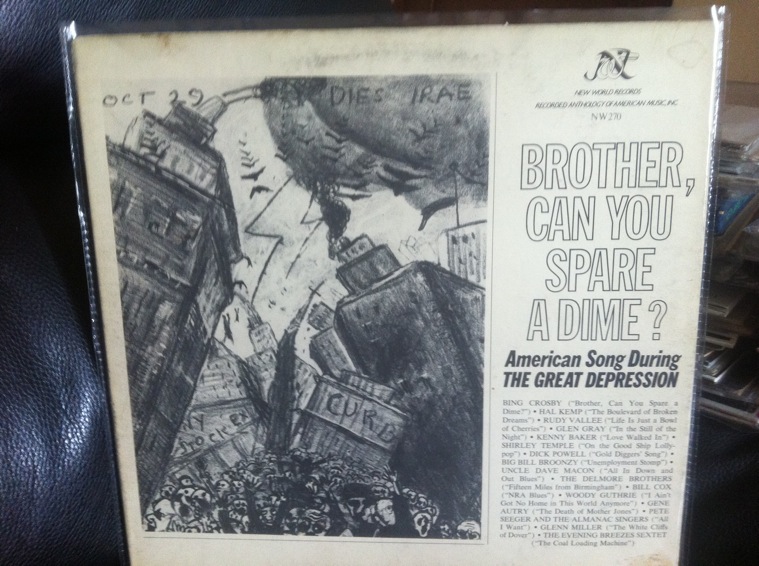 OCT 29
DIES IRAE
CURB
NEW WORLD RECORDS
RECORDED ANTHOLOGY OF AMERICAN MUSIC, INC.
NW 270
BROTHER,
CAN YOU
SPARE
A DIME?
American Song During
THE GREAT DEPRESSION
BING CROSBY ("Brother, Can You Spare a
Dime?") • HAL KEMP ("The Boulevard of Broken
Dreams") • RUDY VALLEE ("Life Is Just a Bowl
of Cherries") • GLEN GRAY ("In the Still of the
Night") • KENNY BAKER ("Love Walked In") •
SHIRLEY TEMPLE ("On the Good Ship Lolly-
pop") • DICK POWELL ("Gold Diggers' Song") •
BIG BILL BROONZY ("Unemployment Stomp") •
UNCLE DAVE MACON ("All In Down and
Out Blues") • THE DELMORE BROTHERS
("Fifteen Miles from Birmingham") • BILL COX
("NRA Blues") • WOODY GUTHRIE ("I Ain't
Got No Home in This World Anymore") • GENE
AUTRY ("The Death of Mother Jones") • PETE
SEEGER AND THE ALMANAC SINGERS ("All
I Want") • GLENN MILLER ("The White Cliffs
of Dover") • THE EVENING BREEZES SEXTET
("The Coal Loading Machine")